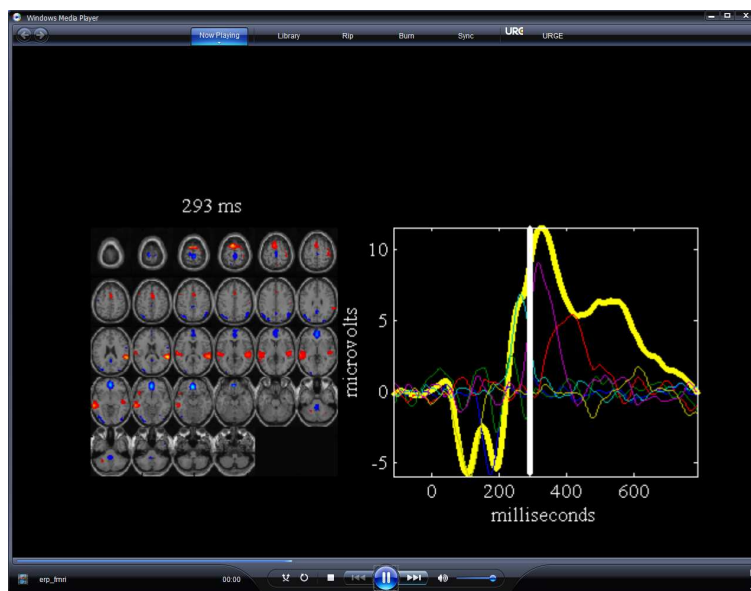 Windows Media Player
Now Playing
Library
Rip
Burn
Sync
URG
URGE
293 ms
10
5
0
-5
microvolts
0
200
400
600
milliseconds
erp_fmri
00:00